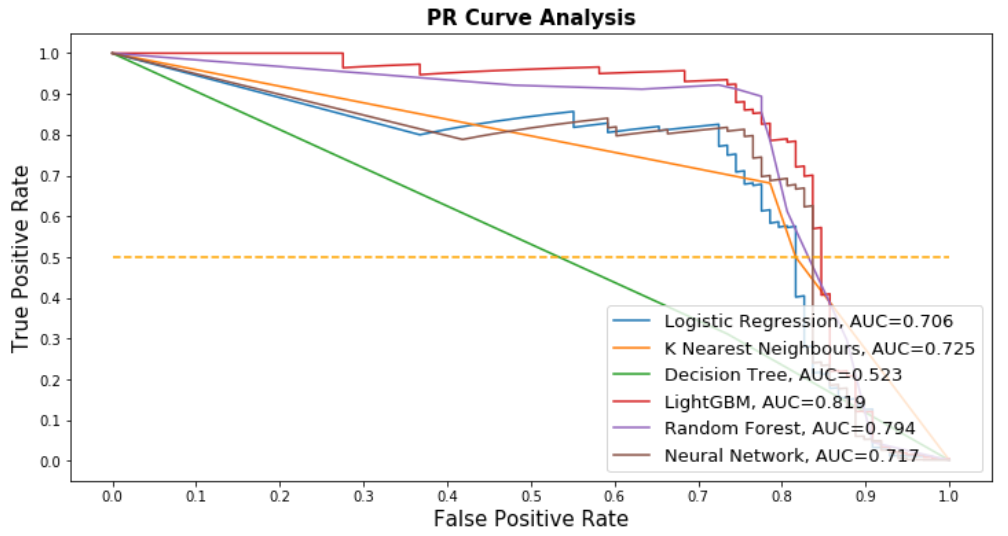 PR Curve Analysis
True Positive Rate
1.0
0.9
0.8
0.7
0.6
0.5
0.4
0.3
0.2
0.1
0.0
Logistic Regression, AUC=0.706
K Nearest Neighbours, AUC=0.725
Decision Tree, AUC=0.523
LightGBM, AUC=0.819
Random Forest, AUC=0.794
Neural Network, AUC=0.717
0.0 0.1 0.2 0.3 0.4 0.5 0.6 0.7 0.8 0.9 1.0
False Positive Rate